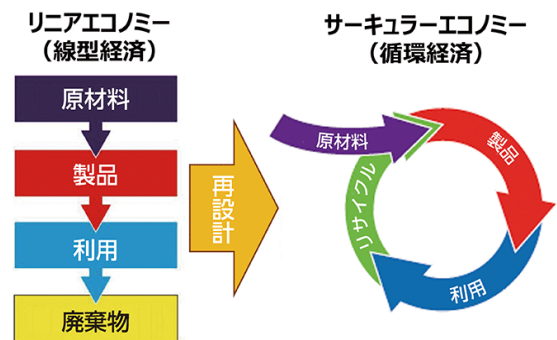 リニアエコノミー
（線型経済）
原材料
製品
利用
廃棄物
再設計
サーキュラーエコノミー
（循環経済）
原材料
製品
利用
リサイクル